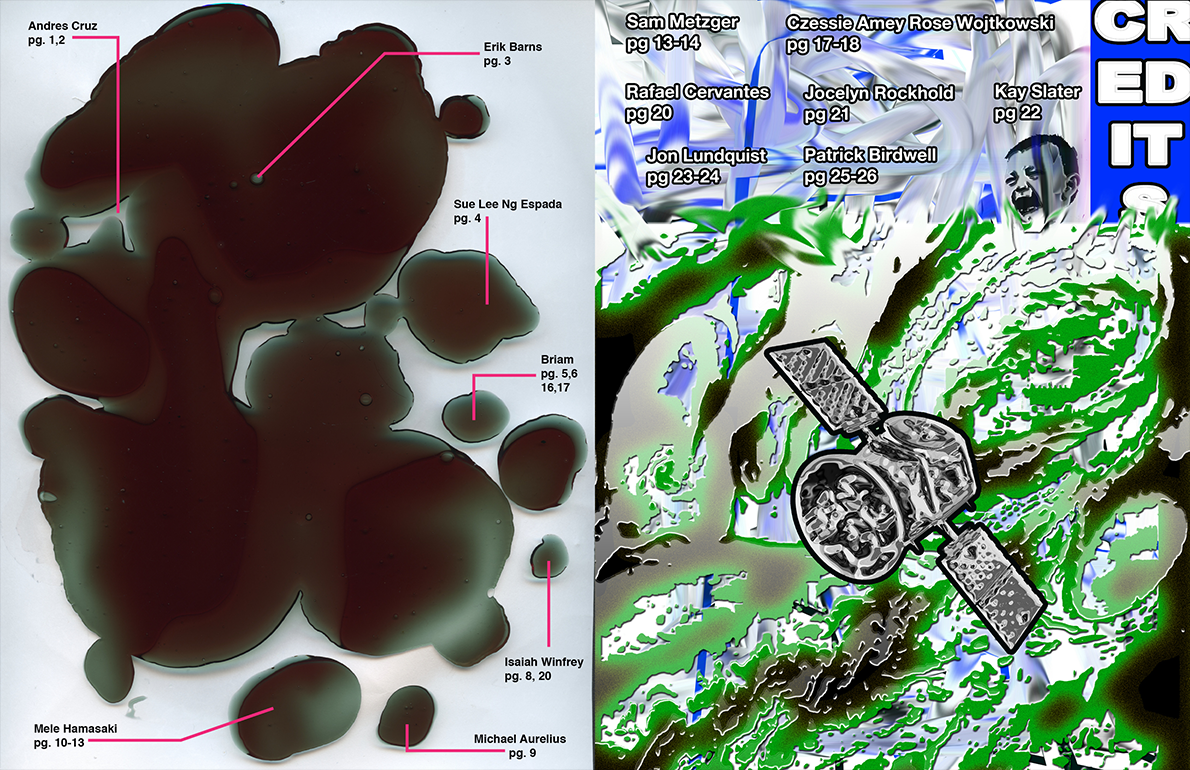 Andres Cruz
pg. 1,2
Erik Barns
pg. 3
Sue Lee Ng Espada
pg. 4
Briam
pg. 5,6
16,17
Isaiah Winfrey
pg. 8, 20
Mele Hamasaki
pg. 10-13
Michael Aurelius
pg. 9
CR
ED
IT
S
Sam Metzger
pg 13-14
Czessie Amey Rose Wojtkowski
pg 17-18
Rafael Cervantes
pg 20
Jocelyn Rockhold
pg 21
Kay Slater
pg 22
Jon Lundquist
pg 23-24
Patrick Birdwell
pg 25-26